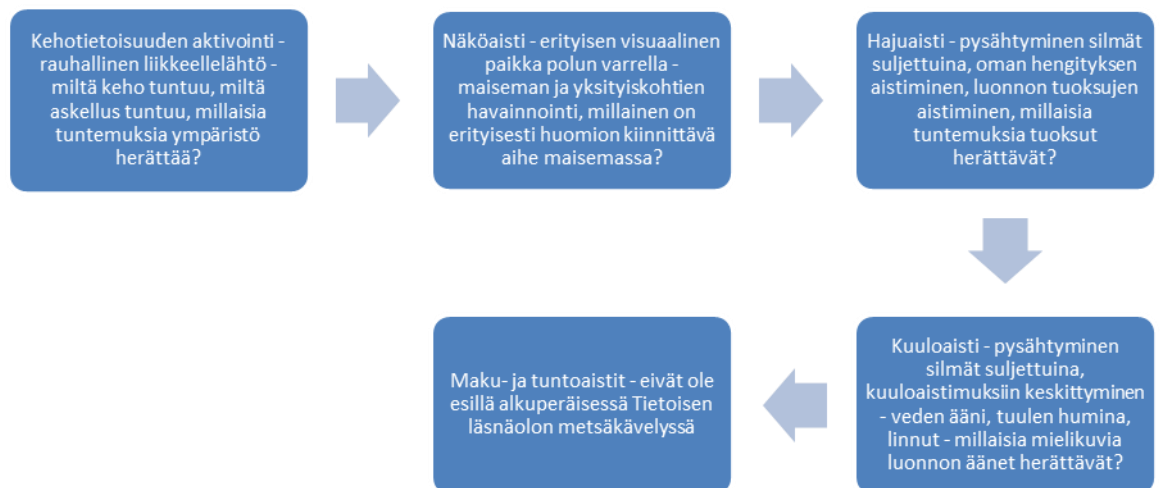 Kehotietoisuuden aktivointi -
rauhallinen liikkeellelähtö -
miltä keho tuntuu, miltä
askellus tuntuu, millaisia
tuntemuksia ympäristö
herättää?
Näköaisti - erityisen visuaalinen
paikka polun varrella -
maiseman ja yksityiskohtien
havainnointi, millainen on
erityisesti huomion kiinnittävä
aihe maisemassa?
Hajuaisti - pysähtyminen silmät
suljettuina, oman hengityksen
aistiminen, luonnon tuoksujen
aistiminen, millaisia
tuntemuksia tuoksut
herättävät?
Kuuloaisti - pysähtyminen
silmät suljettuina,
kuuloaistimuksiin keskittyminen
- veden ääni, tuulen humina,
linnut - millaisia mielikuvia
luonnon äänet herättävät?
Maku- ja tuntoaistit - eivät ole
esillä alkuperäisessä Tietoisen
läsnäolon metsäkävelyssä